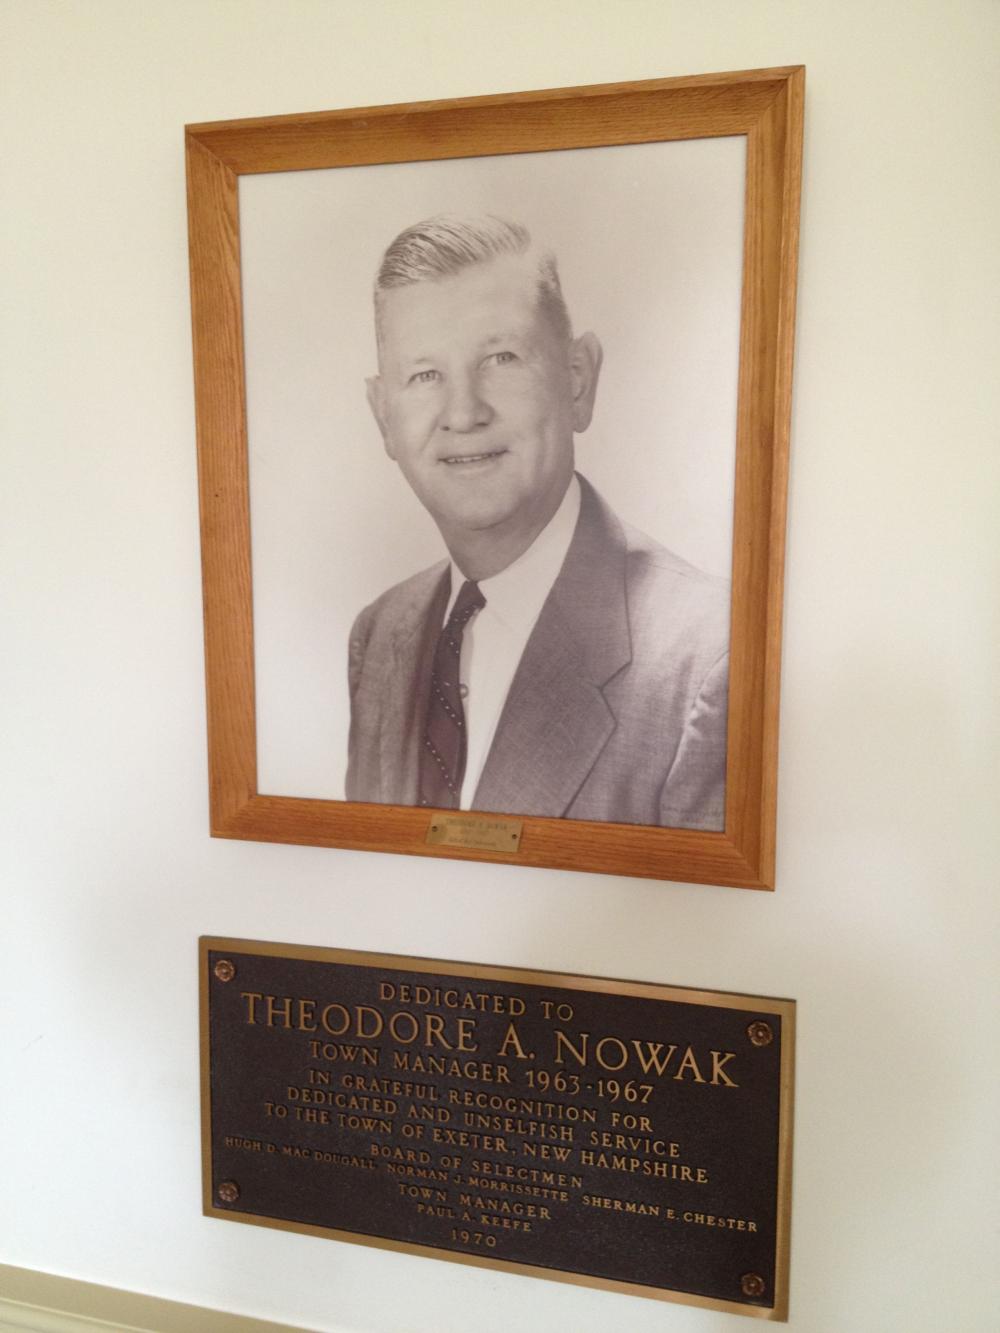 THEODORE A. NOWAK
DEDICATED TO
THEODORE A. NOWAK
TOWN MANAGER 1963-1967
IN GRATEFUL RECOGNITION FOR
DEDICATED AND UNSELFISH SERVICE
TO THE TOWN OF EXETER, NEW HAMPSHIRE
BOARD OF SELECTMEN
HUGH D. MAC DOUGALL NORMAN J. MORRISSETTE SHERMAN E. CHESTER
TOWN MANAGER
PAUL A. KEEFE
1970